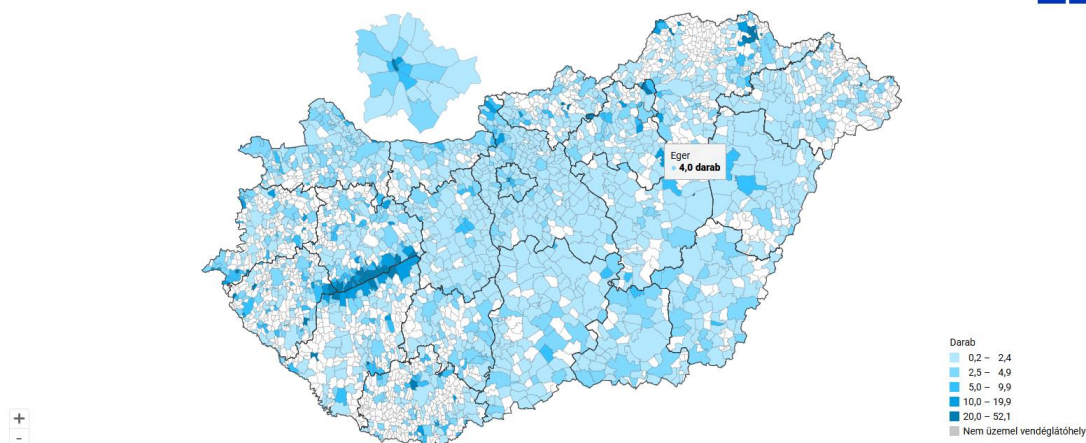 Eger
4,0 darab
Darab
0,2 – 2,4
2,5 – 4,9
5,0 – 9,9
10,0 – 19,9
20,0 – 52,1
Nem üzemel vendéglátóhely
+
-